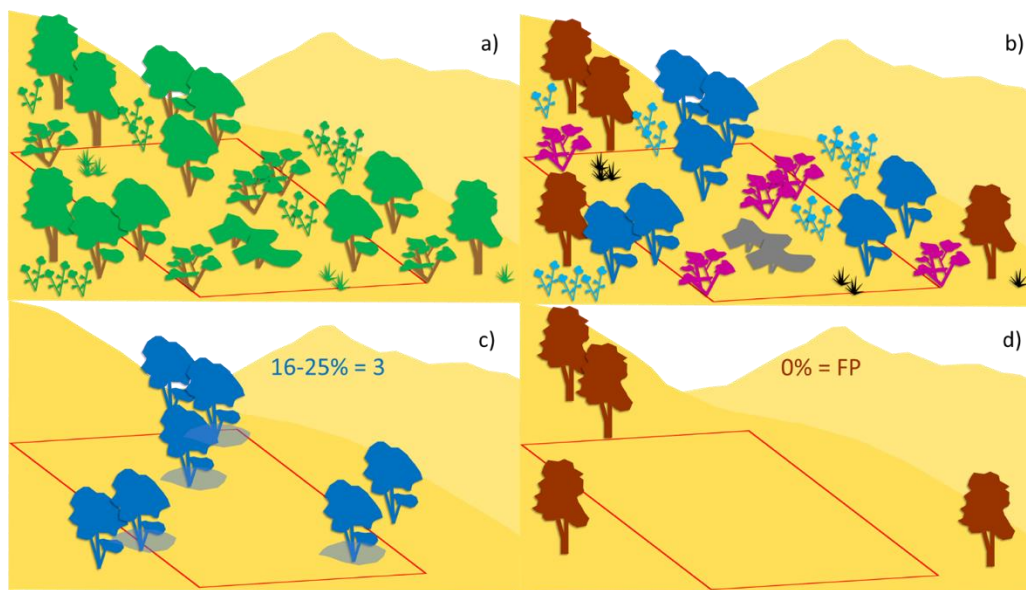 a)
b)
c)
16-25% = 3
d)
0% = FP